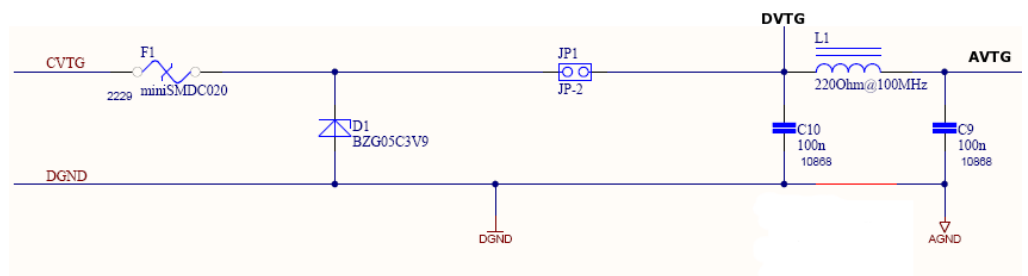 DVTG
L1
F1
JP1
CVTG
AVTG
miniSMDC020
JP-2
220Ohm@100MHz
2229
D1
BZG05C3V9
C10
100n
10868
C9
100n
10868
DGND
DGND
AGND